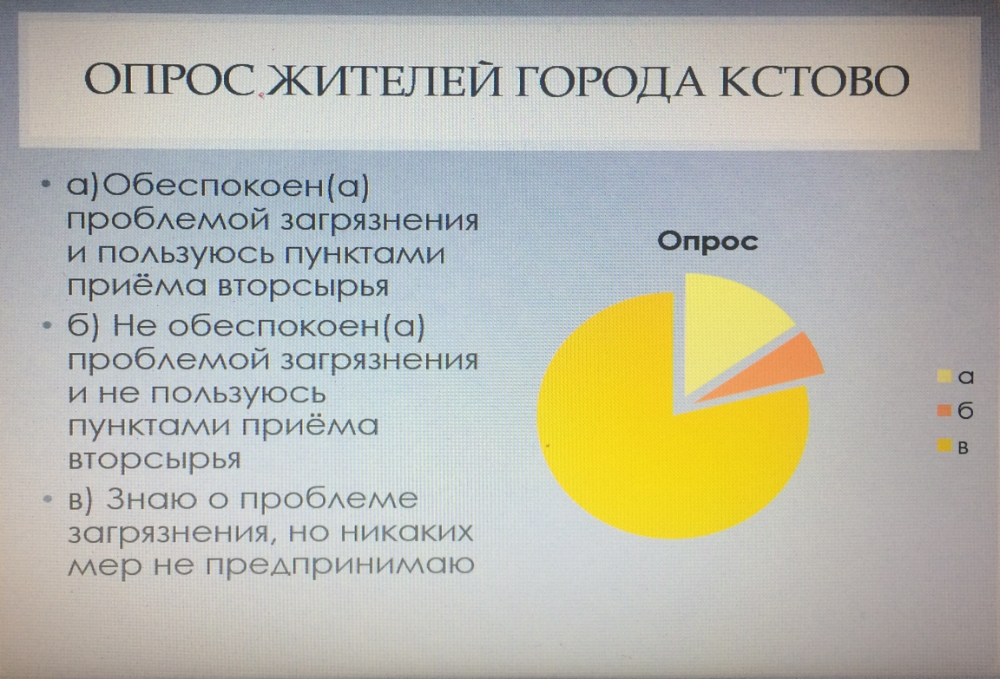 ОПРОС ЖИТЕЛЕЙ ГОРОДА КСТОВО
• а)Обеспокоен(а)
проблемой загрязнения
и пользуюсь пунктами
приёма вторсырья
• б) Не обеспокоен(а)
проблемой загрязнения
и не пользуюсь
пунктами приёма
вторсырья
• в) Знаю о проблеме
загрязнения, но никаких
мер не предпринимаю
Опрос
а
б
в